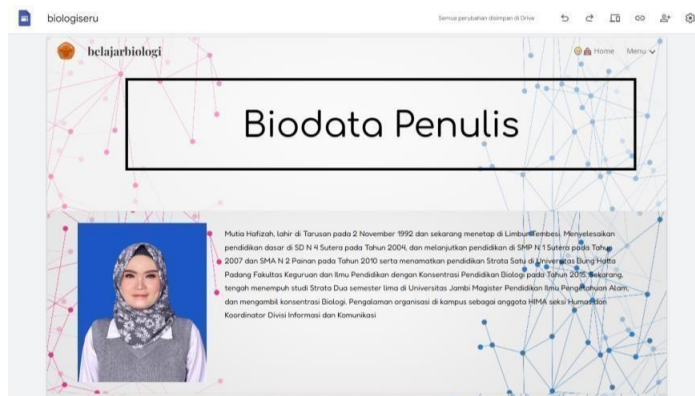 biologiseru
Semua perubahan disimpan di Drive
belajarbiologi
Home
Menu
Biodata Penulis
Mutia Hafizah, lahir di Tarusan pada 2 November 1992 dan sekarang menetap di Limbur Tembesi. Menyelesaikan
pendidikan dasar di SD N 4 Sutera pada Tahun 2004, dan melanjutkan pendidikan di SMP N 1 Sutera pada Tahun
2007 dan SMA N 2 Painan pada Tahun 2010 serta menamatkan pendidikan Strata Satu di Universitas Bung Hatta
Padang Fakultas Keguruan dan Ilmu Pendidikan dengan Konsentrasi Pendidikan Biologi pada Tahun 2015. Sekarang,
tengah menempuh studi Strata Dua semester lima di Universitas Jambi Magister Pendidikan Ilmu Pengetahuan Alam,
dan mengambil konsentrasi Biologi. Pengalaman organisasi di kampus sebagai anggota HIMA seksi Humas dan
Koordinator Divisi Informasi dan Komunikasi